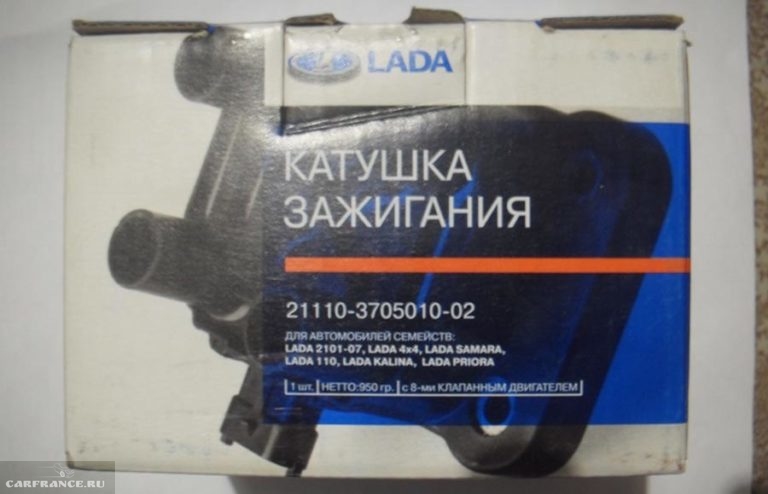 LADA
КАТУШКА
ЗАЖИГАНИЯ
21110-3705010-02
ДЛЯ АВТОМОБИЛЕЙ СЕМЕЙСТВ:
LADA 2101-07, LADA 4x4, LADA SAMARA,
LADA 110, LADA KALINA, LADA PRIORA
1 шт. НЕТТО:950 гр. с 8-ми КЛАПАННЫМ ДВИГАТЕЛЕМ
CARFRANCE.RU